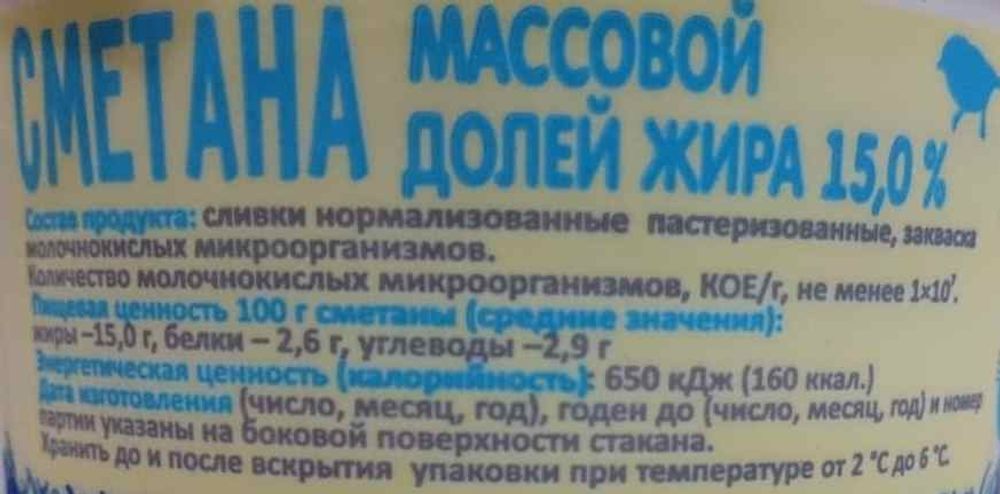 СМЕТАНА МАССОВОЙ
ДОЛЕЙ ЖИРА 15,0 %
Состав продукта: сливки нормализованные пастеризованные, закваска
молочнокислых микроорганизмов.
Количество молочнокислых микроорганизмов, КОЕ/г, не менее 1×10⁷.
Пищевая ценность 100 г сметаны (средние значения):
жиры –15,0 г, белки – 2,6 г, углеводы –2,9 г
Энергетическая ценность (калорийность): 650 кДж (160 ккал.)
Дата изготовления (число, месяц, год), годен до (число, месяц, год) и номер
партии указаны на боковой поверхности стакана.
Хранить до и после вскрытия упаковки при температуре от 2 °С до 6 °С